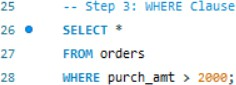 25 -- Step 3: WHERE Clause
26 SELECT *
27 FROM orders
28 WHERE purch_amt > 2000;